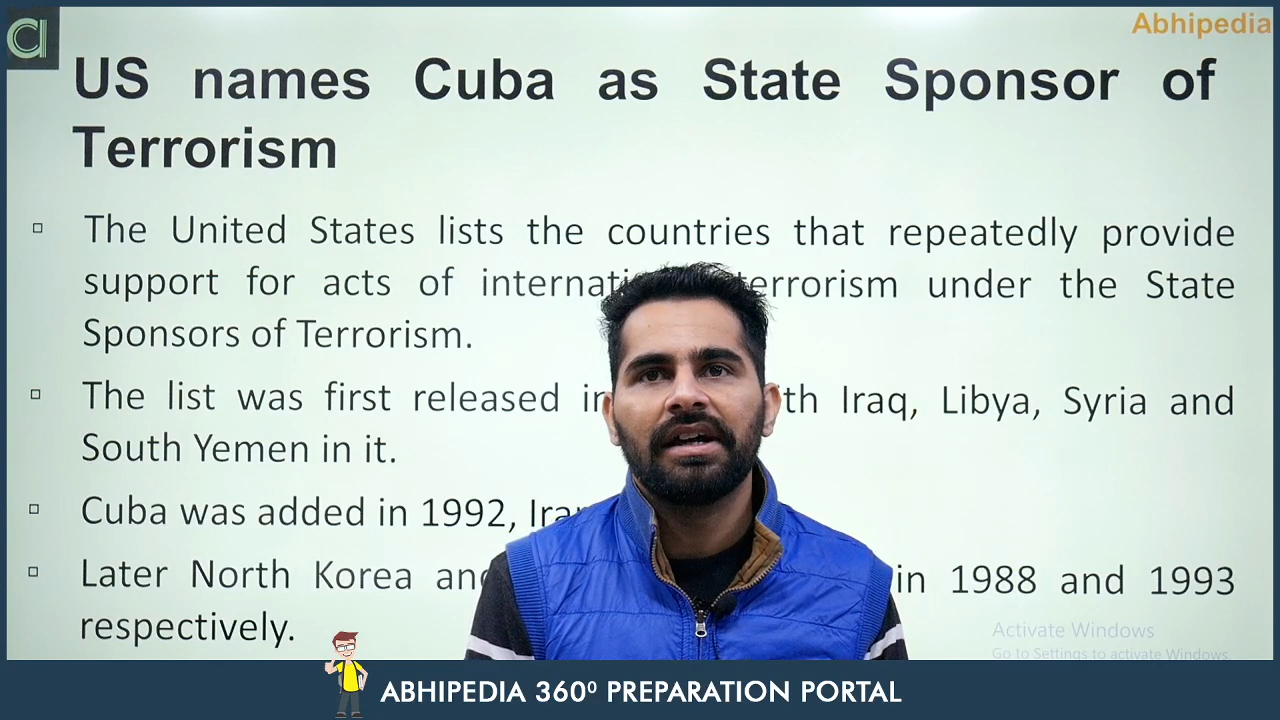 Abhipedia
US names Cuba as State Sponsor of
Terrorism
▫ The United States lists the countries that repeatedly provide
support for acts of internati errorism under the State
Sponsors of Terrorism.
▫ The list was first released in th Iraq, Libya, Syria and
South Yemen in it.
▫ Cuba was added in 1992, Iran
▫ Later North Korea and in 1988 and 1993
respectively.
Activate Windows
Go to Settings to activate Windows.
ABHIPEDIA 360⁰ PREPARATION PORTAL